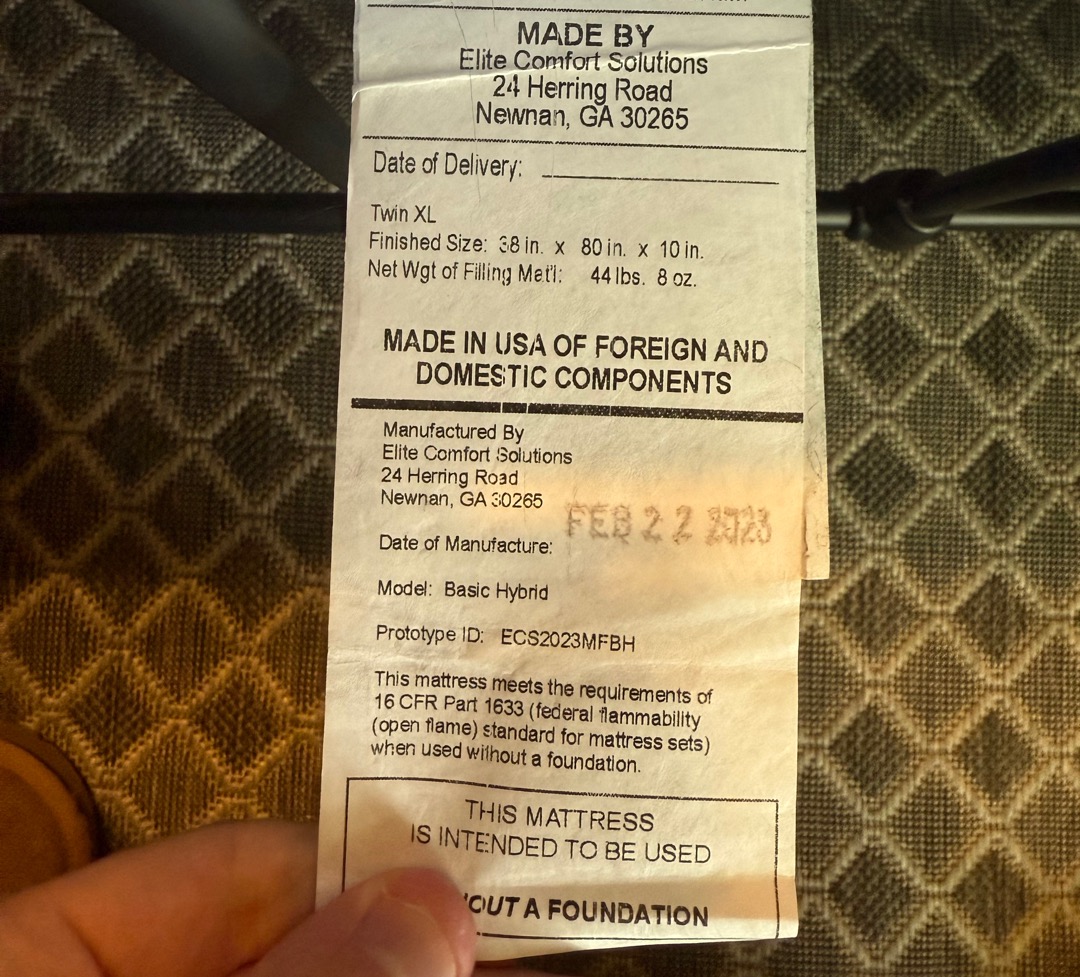 MADE BY
Elite Comfort Solutions
24 Herring Road
Newnan, GA 30265
Date of Delivery:
Twin XL
Finished Size: 38 in. x 80 in. x 10 in.
Net Wgt of Filling Mat'l: 44 lbs. 8 oz.
MADE IN USA OF FOREIGN AND
DOMESTIC COMPONENTS
Manufactured By
Elite Comfort Solutions
24 Herring Road
Newnan, GA 30265
FEB 22 2023
Date of Manufacture:
Model: Basic Hybrid
Prototype ID: ECS2023MFBH
This mattress meets the requirements of
16 CFR Part 1633 (federal flammability
(open flame) standard for mattress sets)
when used without a foundation.
THIS MATTRESS
IS INTENDED TO BE USED
OUT A FOUNDATION